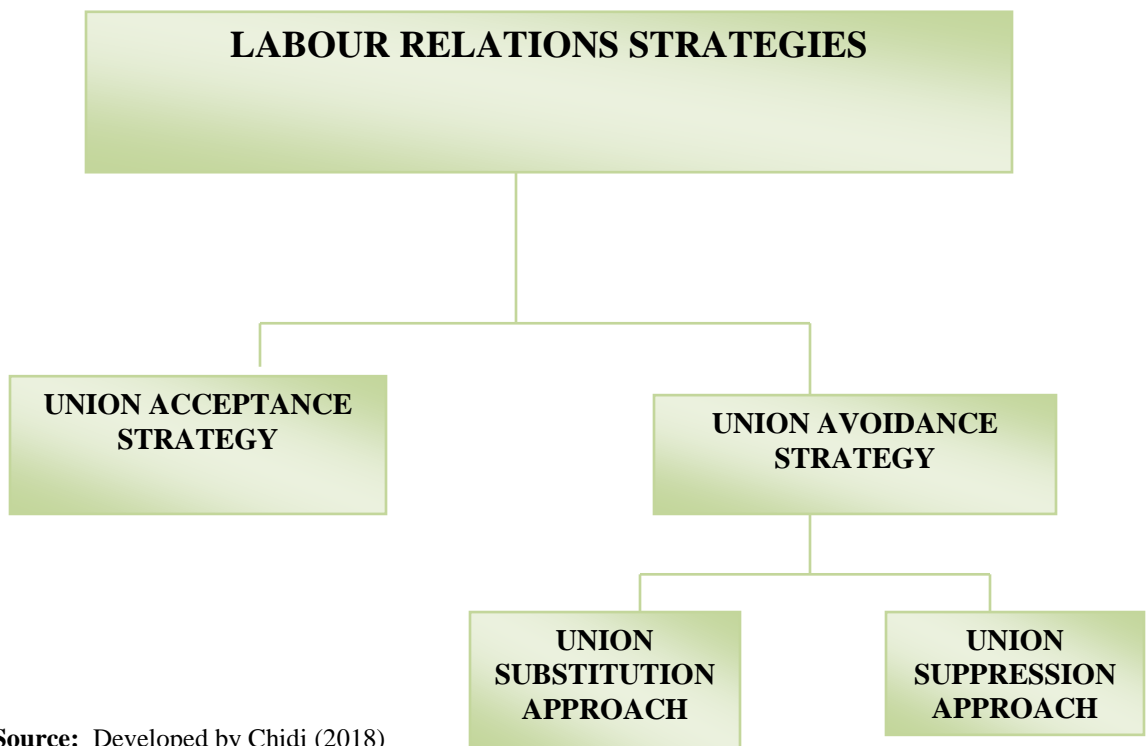 LABOUR RELATIONS STRATEGIES
UNION ACCEPTANCE
STRATEGY
UNION AVOIDANCE
STRATEGY
UNION
SUBSTITUTION
APPROACH
UNION
SUPPRESSION
APPROACH
Source: Developed by Chidi (2018)